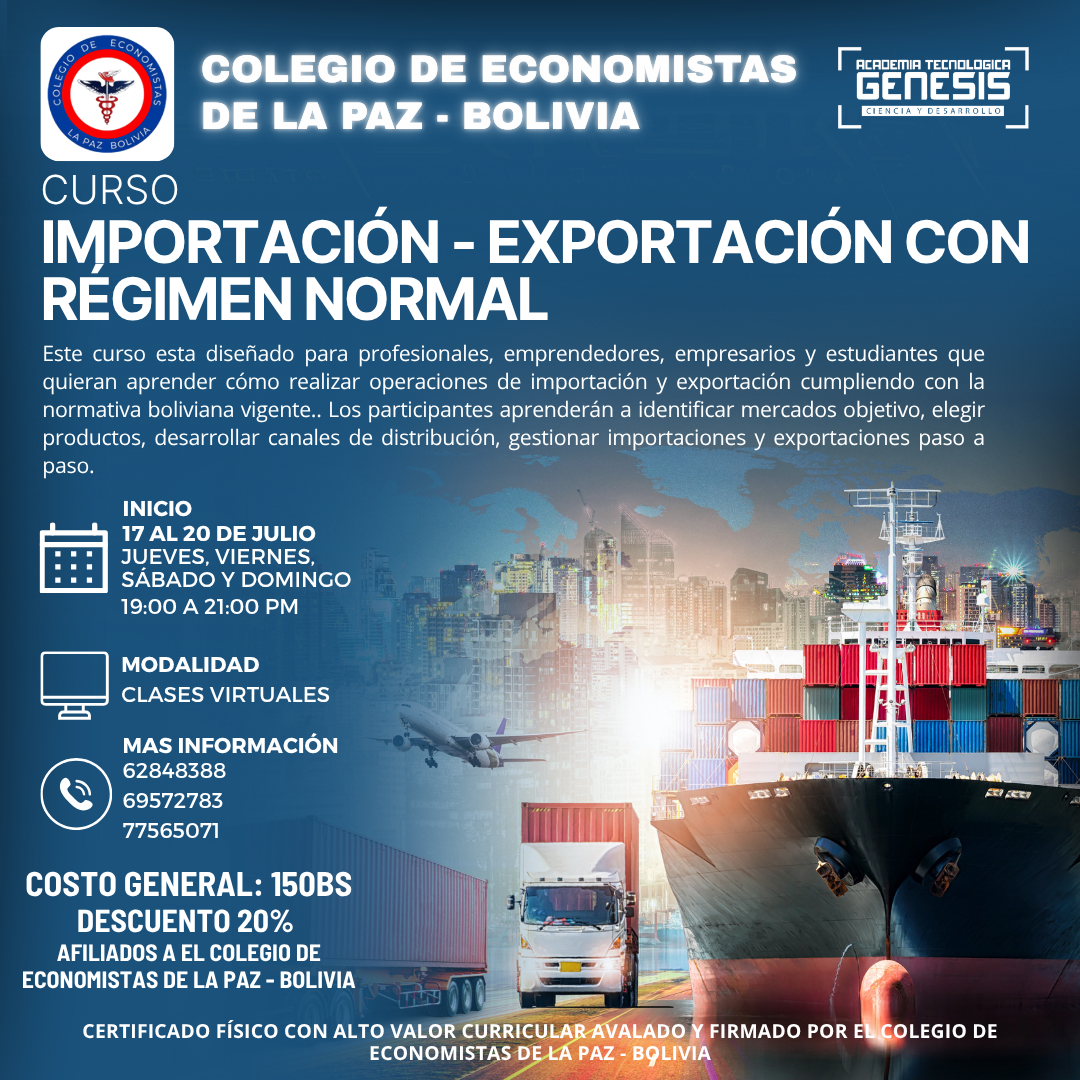 COLEGIO DE ECONOMISTAS
LA PAZ BOLIVIA
COLEGIO DE ECONOMISTAS
DE LA PAZ - BOLIVIA
ACADEMIA TECNOLOGICA
GENESIS
CIENCIA Y DESARROLLO
CURSO
IMPORTACIÓN - EXPORTACIÓN CON
RÉGIMEN NORMAL
Este curso esta diseñado para profesionales, emprendedores, empresarios y estudiantes que
quieran aprender cómo realizar operaciones de importación y exportación cumpliendo con la
normativa boliviana vigente.. Los participantes aprenderán a identificar mercados objetivo, elegir
productos, desarrollar canales de distribución, gestionar importaciones y exportaciones paso a
paso.
INICIO
17 AL 20 DE JULIO
JUEVES, VIERNES,
SÁBADO Y DOMINGO
19:00 A 21:00 PM
MODALIDAD
CLASES VIRTUALES
MAS INFORMACIÓN
62848388
69572783
77565071
COSTO GENERAL: 150BS
DESCUENTO 20%
AFILIADOS A EL COLEGIO DE
ECONOMISTAS DE LA PAZ - BOLIVIA
CERTIFICADO FÍSICO CON ALTO VALOR CURRICULAR AVALADO Y FIRMADO POR EL COLEGIO DE
ECONOMISTAS DE LA PAZ - BOLIVIA